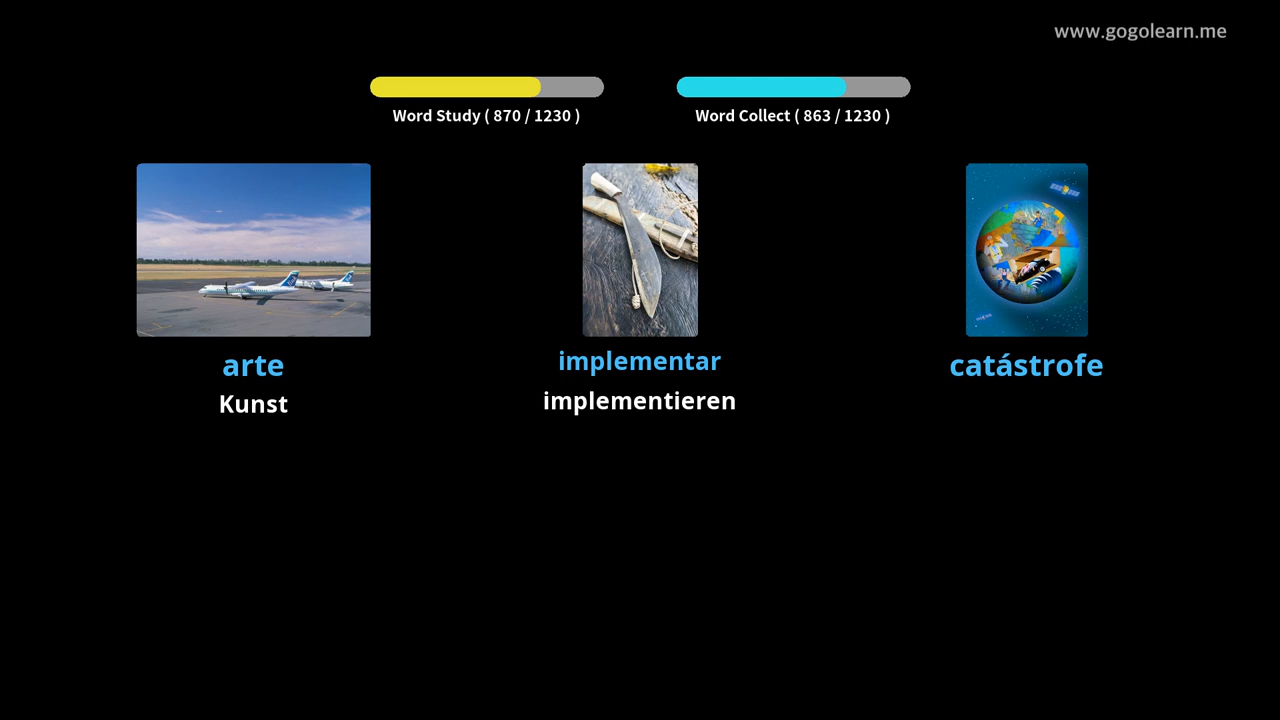 www.gogolearn.me
Word Study ( 870 / 1230 )
Word Collect ( 863 / 1230 )
arte
Kunst
implementar
implementieren
catástrofe